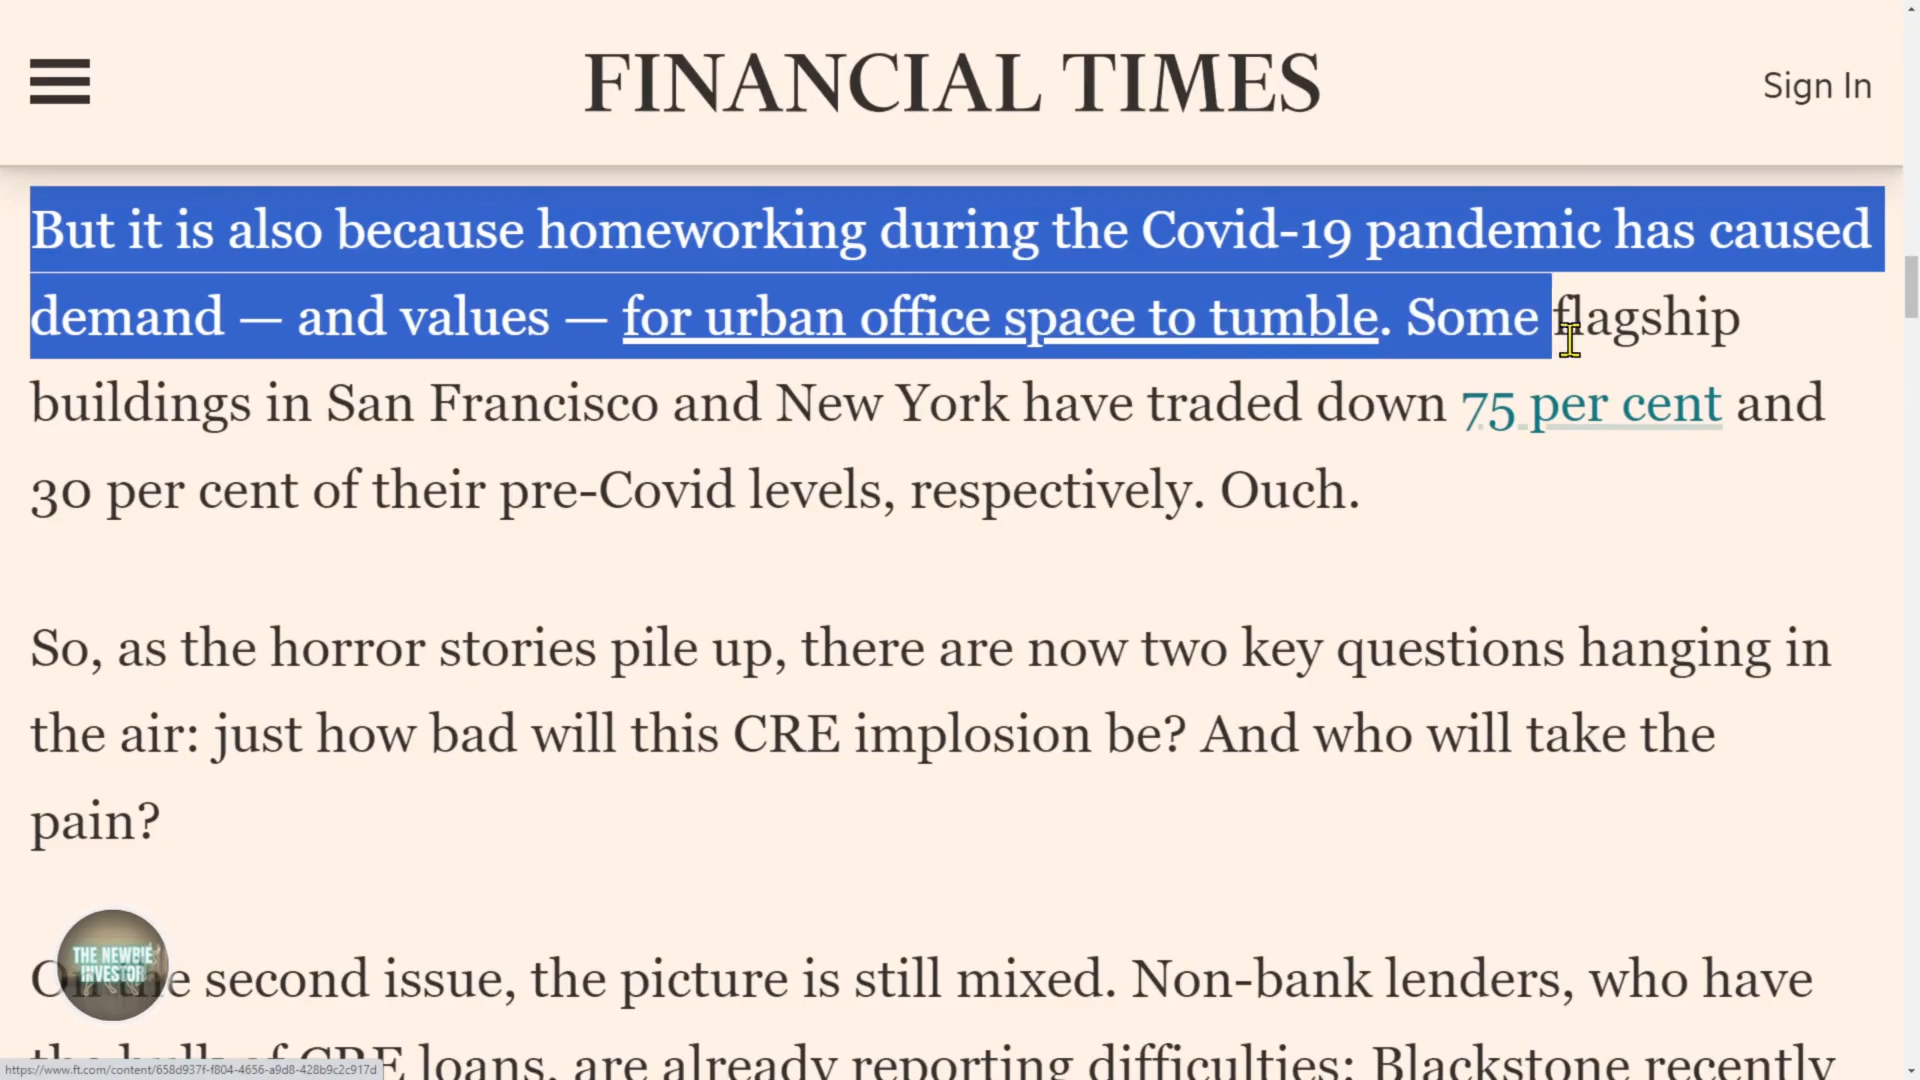 FINANCIAL TIMES
Sign In
But it is also because homeworking during the Covid-19 pandemic has caused
demand — and values — for urban office space to tumble. Some flagship
buildings in San Francisco and New York have traded down 75 per cent and
30 per cent of their pre-Covid levels, respectively. Ouch.
So, as the horror stories pile up, there are now two key questions hanging in
the air: just how bad will this CRE implosion be? And who will take the
pain?
THE NEWBIE
INVESTOR
On the second issue, the picture is still mixed. Non-bank lenders, who have
the bulk of CRE loans, are already reporting difficulties: Blackstone recently
https://www.ft.com/content/658d937f-f804-4656-a9d8-428b9c2c917d